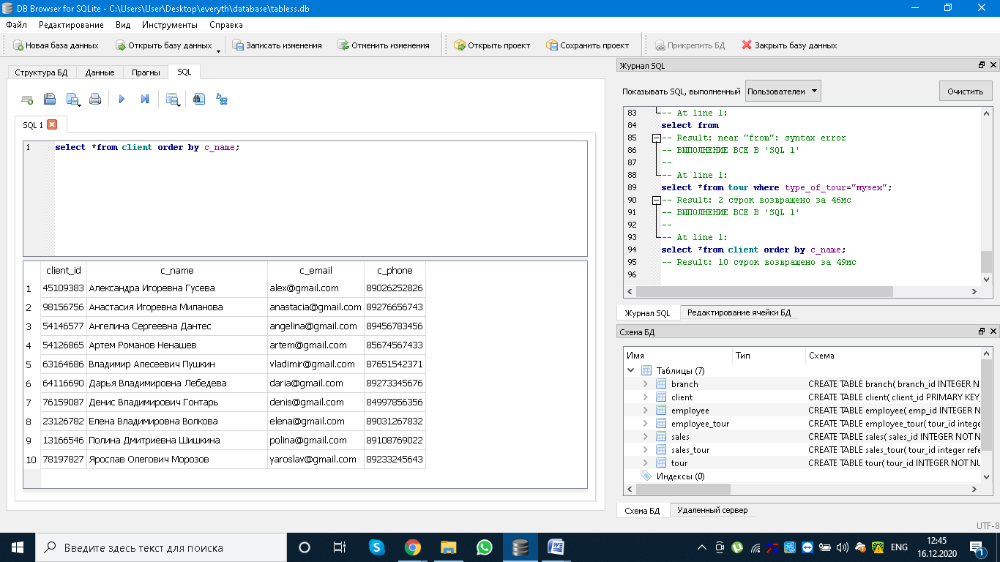 DB Browser for SQLite - C:\Users\User\Desktop\everyth\database\tabless.db
Файл Редактирование Вид Инструменты Справка
Новая база данных Открыть базу данных Записать изменения Отменить изменения Открыть проект Сохранить проект Прикрепить БД Закрыть базу данных
Структура БД Данные Прагмы SQL
SQL 1
1 select *from client order by c_name;
client_id c_name c_email c_phone
1 45109383 Александра Игоревна Гусева alex@gmail.com 89026252826
2 98156756 Анастасия Игоревна Миланова anastacia@gmail.com 89276656743
3 54146577 Ангелина Сергеевна Дантес angelina@gmail.com 89456783456
4 54126865 Артем Романов Ненашев artem@gmail.com 85674567433
5 63164686 Владимир Алесеевич Пушкин vladimir@gmail.com 87651542371
6 64116690 Дарья Владимировна Лебедева daria@gmail.com 89273345676
7 76159087 Денис Владимирович Гонтарь denis@gmail.com 84997856356
8 23126782 Елена Владимировна Волкова elena@gmail.com 89031267832
9 13166546 Полина Дмитриевна Шишкина polina@gmail.com 89108769022
10 78197827 Ярослав Олегович Морозов yaroslav@gmail.com 89233245643
Журнал SQL
Показывать SQL, выполненный Пользователем Очистить
83 -- At line 1:
84 select from
85 -- Result: near "from": syntax error
86 -- ВЫПОЛНЕНИЕ ВСЕ В 'SQL 1'
87 --
88 -- At line 1:
89 select *from tour where type_of_tour="музеи";
90 -- Result: 2 строк возвращено за 46мс
91 -- ВЫПОЛНЕНИЕ ВСЕ В 'SQL 1'
92 --
93 -- At line 1:
94 select *from client order by c_name;
95 -- Result: 10 строк возвращено за 49мс
96
Журнал SQL Редактирование ячейки БД
Схема БД
Имя Тип Схема
Таблицы (7)
branch CREATE TABLE branch( branch_id INTEGER N
client CREATE TABLE client( client_id PRIMARY KEY,
employee CREATE TABLE employee( emp_id INTEGER N
employee_tour CREATE TABLE employee_tour( tour_id intege
sales CREATE TABLE sales( sales_id INTEGER NOT N
sales_tour CREATE TABLE sales_tour( tour_id integer refe
tour CREATE TABLE tour( tour_id INTEGER NOT NU
Индексы (0)
Схема БД Удаленный сервер
UTF-8
Введите здесь текст для поиска
ENG
12:45
16.12.2020
1